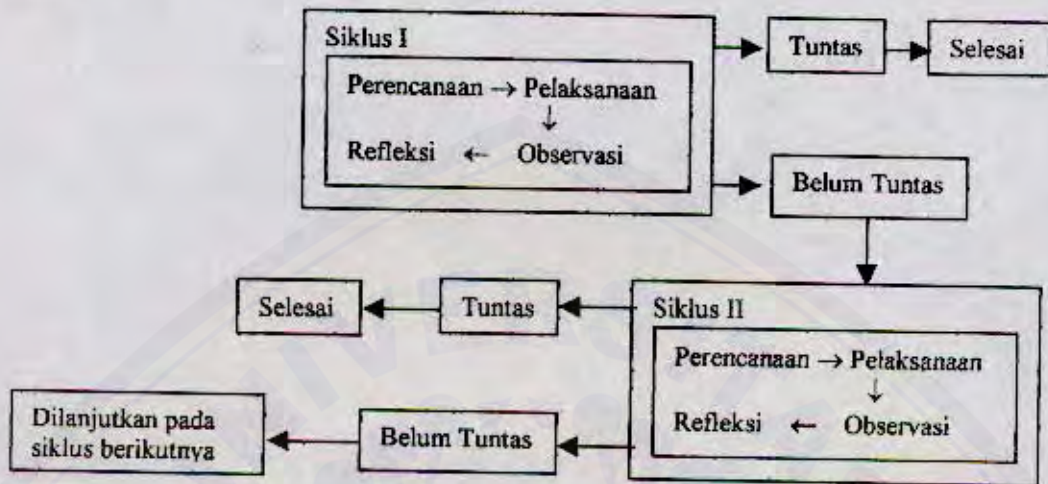 Siklus I
Perencanaan → Pelaksanaan
↓
Refleksi ← Observasi
Tuntas
Selesai
Belum Tuntas
Siklus II
Perencanaan → Pelaksanaan
↓
Refleksi ← Observasi
Tuntas
Selesai
Belum Tuntas
Dilanjutkan pada
siklus berikutnya